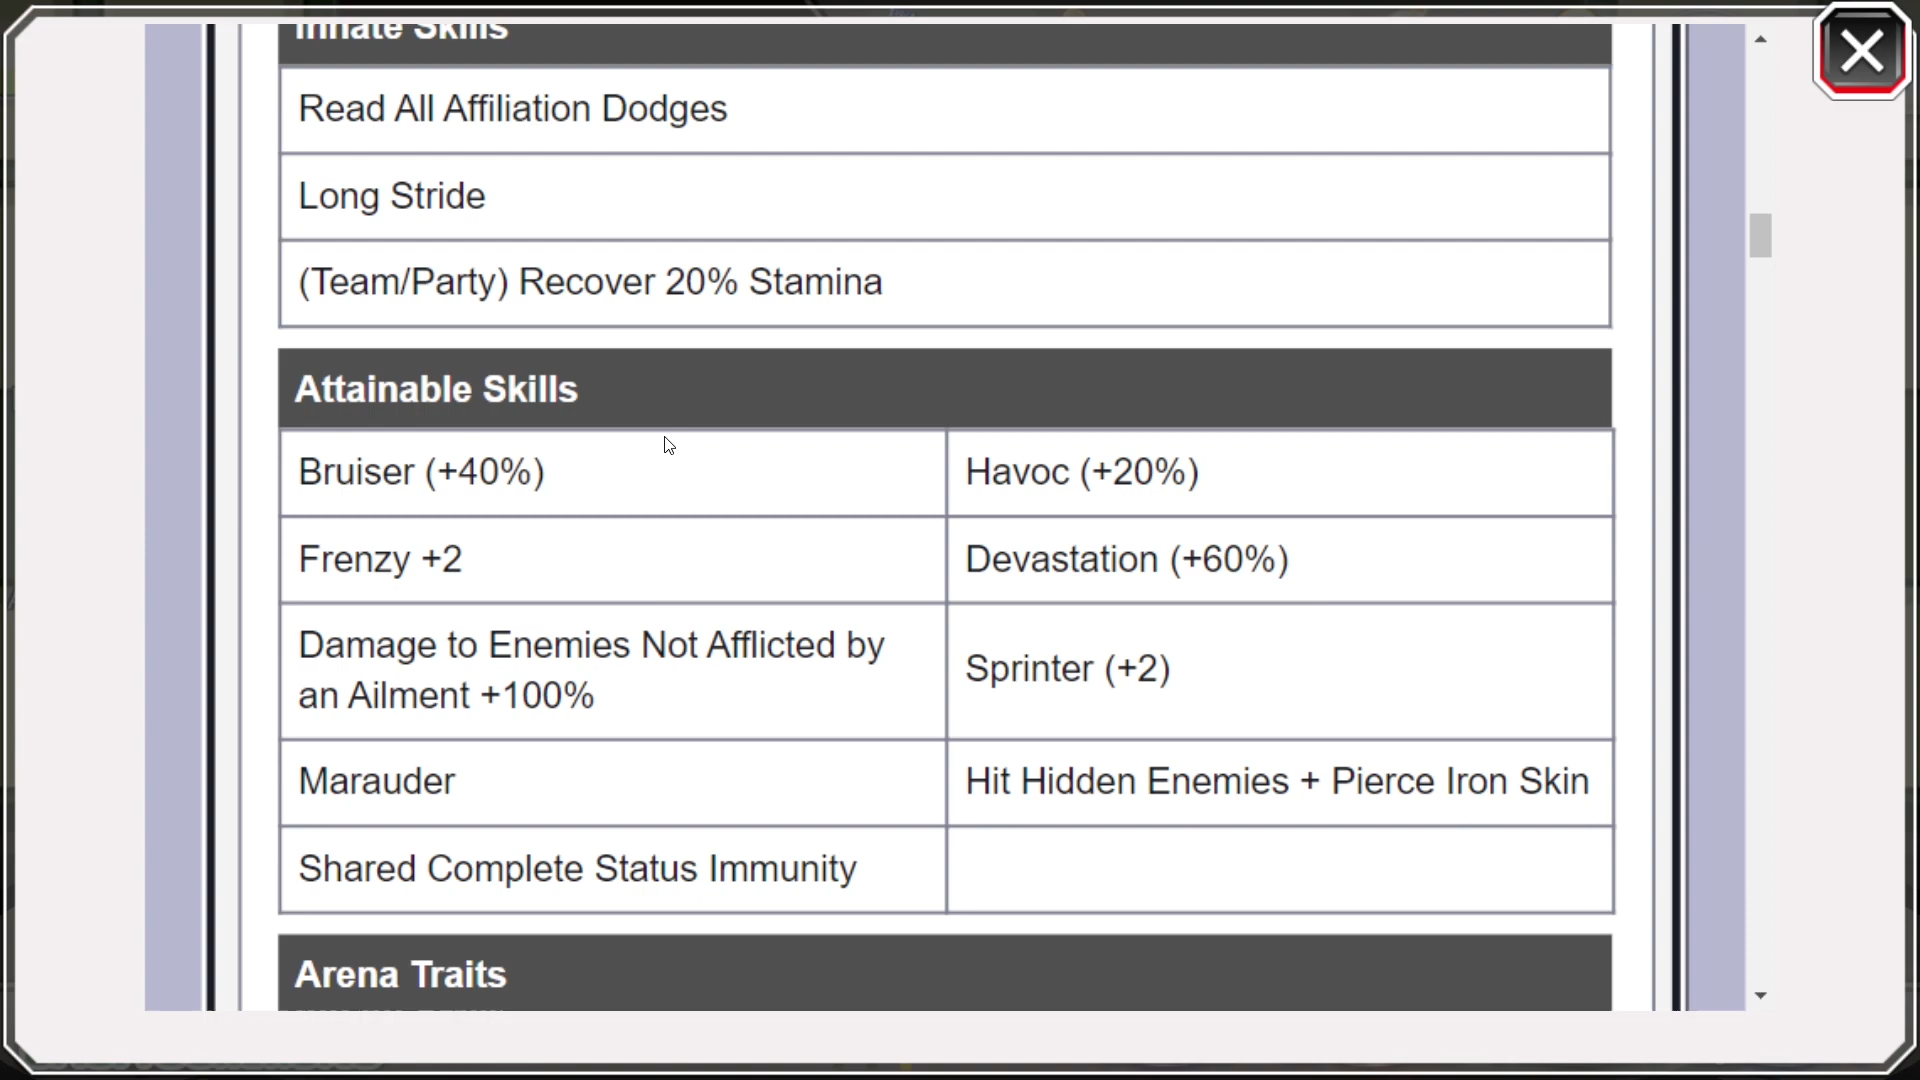 Innate Skills
Read All Affiliation Dodges
Long Stride
(Team/Party) Recover 20% Stamina
Attainable Skills
Bruiser (+40%)
Havoc (+20%)
Frenzy +2
Devastation (+60%)
Damage to Enemies Not Afflicted by
an Ailment +100%
Sprinter (+2)
Marauder
Hit Hidden Enemies + Pierce Iron Skin
Shared Complete Status Immunity
Arena Traits